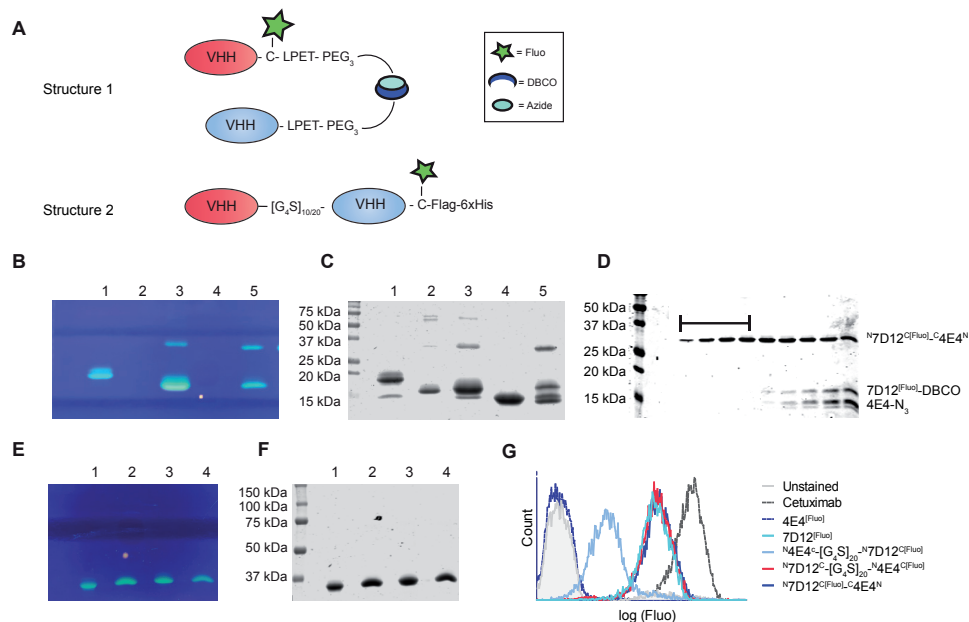 A
Structure 1
VHH - C- LPET- PEG₃
VHH - LPET- PEG₃
= Fluo
= DBCO
= Azide
Structure 2
VHH -[G₄S]₁₀/₂₀- VHH - C-Flag-6xHis
B
1 2 3 4 5
C
1 2 3 4 5
75 kDa
50 kDa
37 kDa
25 kDa
20 kDa
15 kDa
D
50 kDa
37 kDa
25 kDa
20 kDa
15 kDa
ᴺ7D12ᶜ[Fluo]-ᶜ4E4ᴺ
7D12[Fluo]-DBCO
4E4-N₃
E
1 2 3 4
F
1 2 3 4
150 kDa
100 kDa
75 kDa
50 kDa
37 kDa
G
Count
log (Fluo)
Unstained
Cetuximab
4E4[Fluo]
7D12[Fluo]
ᴺ4E4ᶜ-[G₄S]₂₀-ᴺ7D12ᶜ[Fluo]
ᴺ7D12ᶜ-[G₄S]₂₀-ᴺ4E4ᶜ[Fluo]
ᴺ7D12ᶜ[Fluo]-ᶜ4E4ᴺ